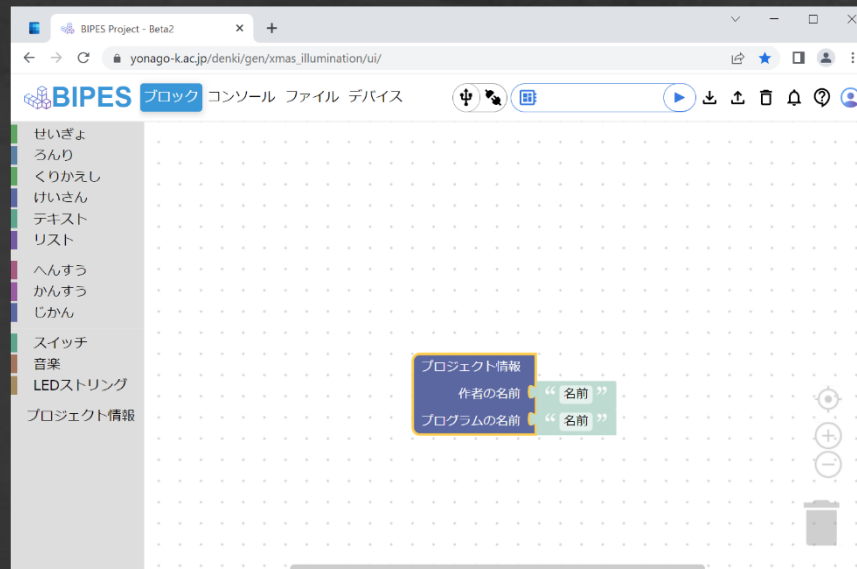 BIPES Project - Beta2
yonago-k.ac.jp/denki/gen/xmas_illumination/ui/
BIPES ブロック コンソール ファイル デバイス
せいぎょ
ろんり
くりかえし
けいさん
テキスト
リスト
へんすう
かんすう
じかん
スイッチ
音楽
LEDストリング
プロジェクト情報
プロジェクト情報
作者の名前 “ 名前 ”
プログラムの名前 “ 名前 ”